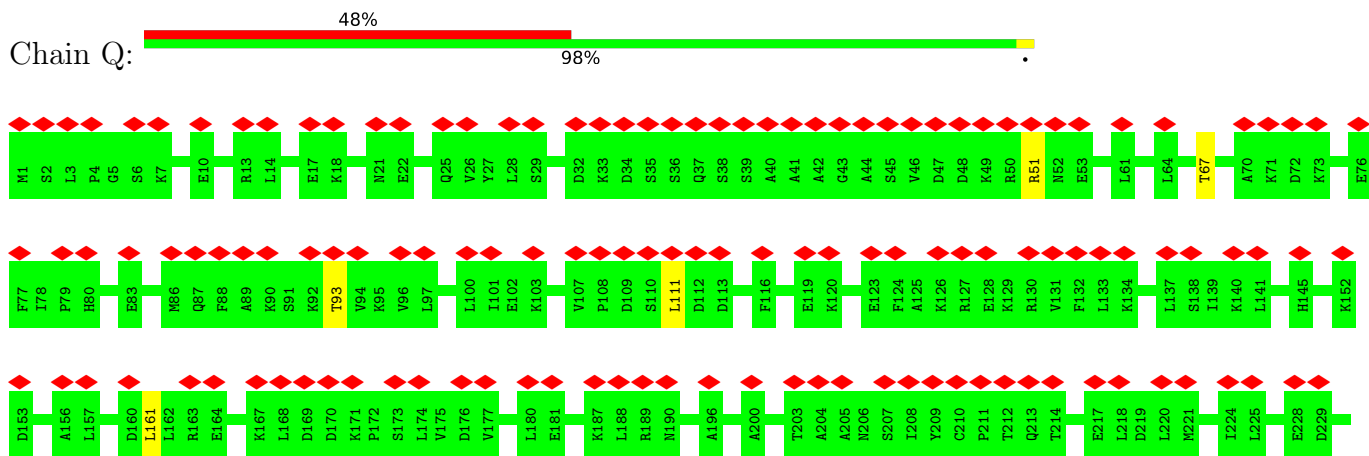 48%
Chain Q:
98% .
M1 S2 L3 P4 G5 S6 K7 E10 R13 L14 E17 K18 N21 E22 Q25 V26 Y27 L28 S29 D32 K33 D34 S35 S36 Q37 S38 S39 A40 A41 A42 G43 A44 S45 V46 D47 D48 K49 R50 R51 N52 E53 L61 L64 T67 A70 K71 D72 K73 E76
F77 I78 P79 H80 E83 M86 Q87 F88 A89 K90 S91 K92 T93 V94 K95 V96 L97 L100 I101 E102 K103 V107 P108 D109 S110 L111 D112 D113 F116 E119 K120 E123 F124 A125 K126 R127 E128 K129 R130 V131 F132 L133 K134 L137 S138 I139 K140 L141 H145 K152
D153 A156 L157 D160 L161 L162 R163 E164 K167 L168 D169 D170 K171 P172 S173 L174 V175 D176 V177 L180 E181 K187 L188 R189 N190 A196 A200 T203 A204 A205 N206 S207 I208 Y209 C210 P211 T212 Q213 T214 E217 L218 D219 L220 M221 I224 L225 E228 D229